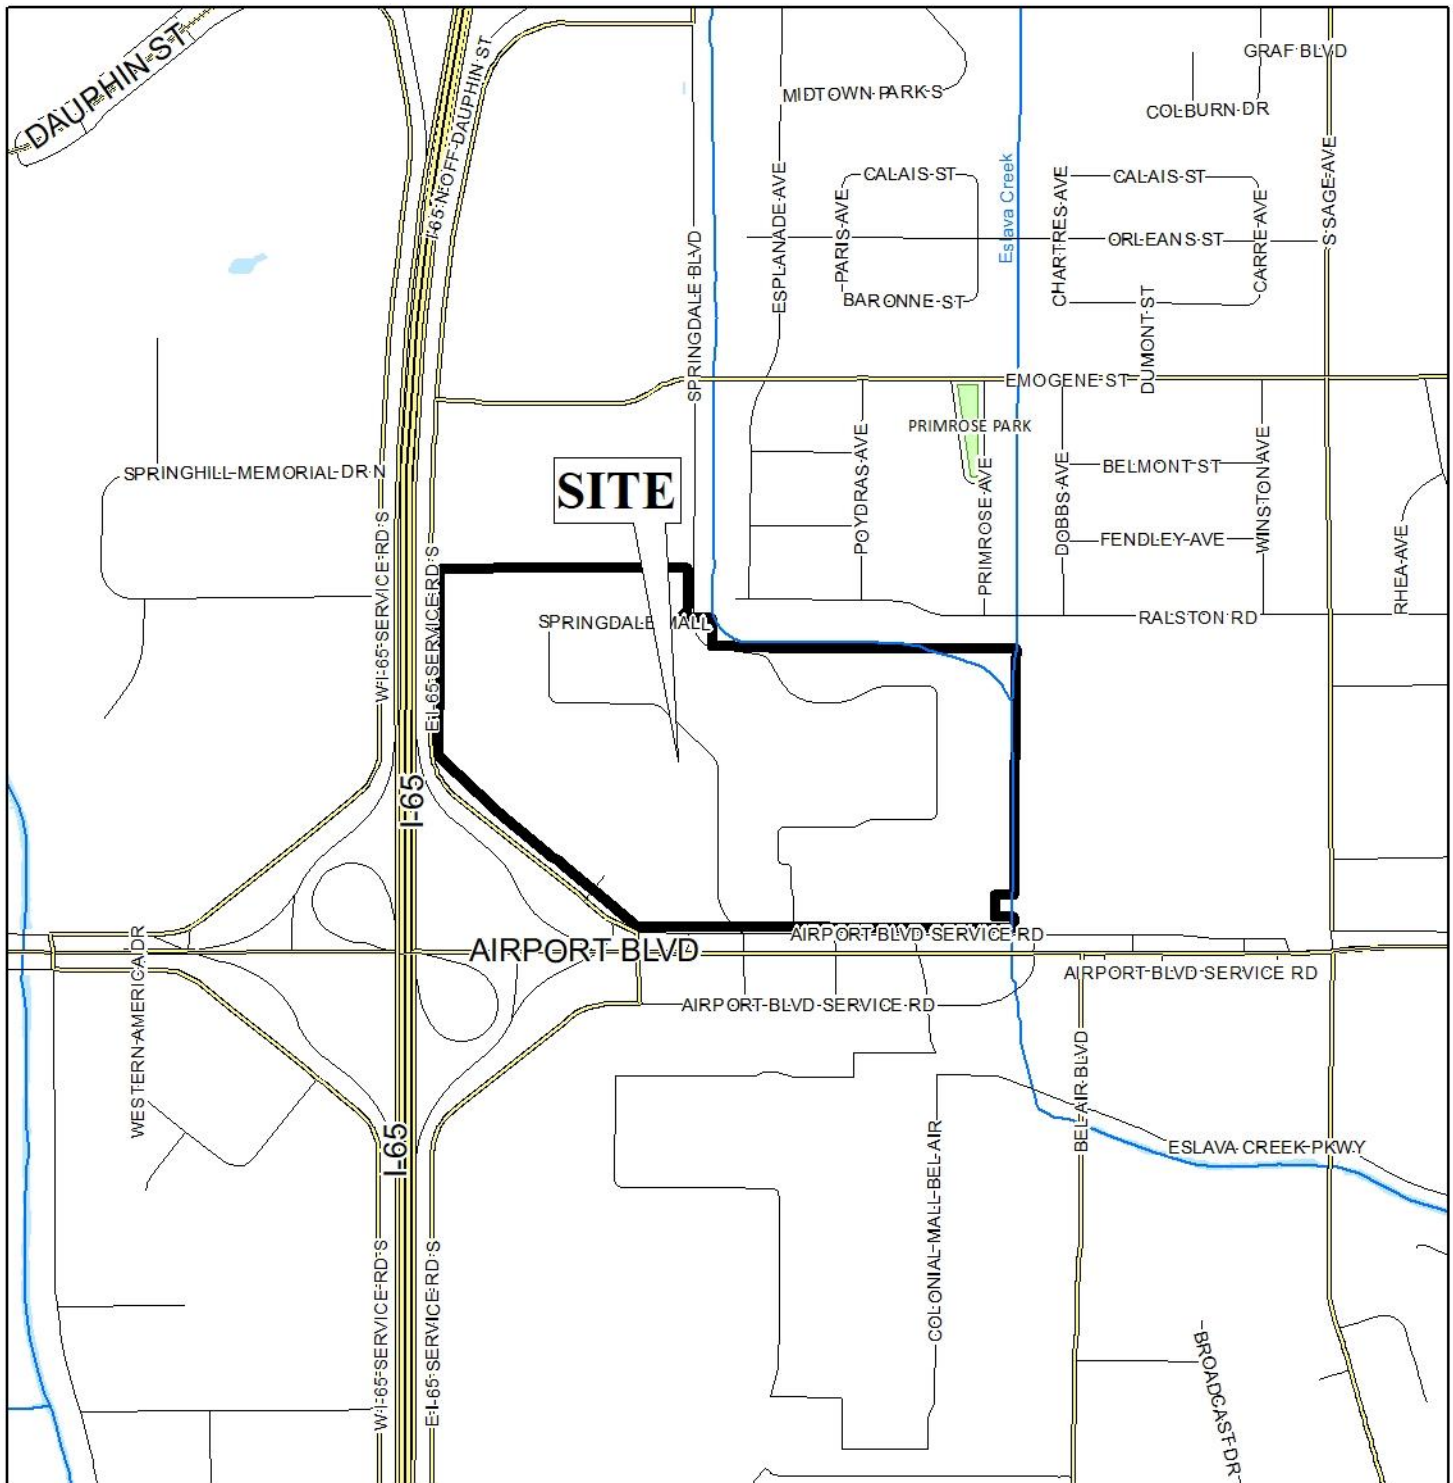 DAUPHIN ST
I-65 N OFF DAUPHIN ST
GRAF BLVD
MIDTOWN PARK S
COLBURN DR
S SAGE AVE
CALAIS ST
CALAIS ST
ESPLANADE AVE
PARIS AVE
Eslava Creek
CHARTRES AVE
CARRE AVE
ORLEANS ST
SPRINGDALE BLVD
BARONNE ST
DUMONT ST
EMOGENE ST
PRIMROSE PARK
POYDRAS AVE
PRIMROSE AVE
DOBBS AVE
BELMONT ST
WINSTON AVE
SPRINGHILL MEMORIAL DR N
SITE
FENDLEY AVE
RHEA AVE
W I-65 SERVICE RD S
E I-65 SERVICE RD S
SPRINGDALE MALL
RALSTON RD
I-65
AIRPORT BLVD
AIRPORT BLVD SERVICE RD
AIRPORT BLVD SERVICE RD
AIRPORT BLVD SERVICE RD
WESTERN AMERICA DR
BEL AIR BLVD
I-65
ESLAVA CREEK PKWY
COLONIAL MALL BEL AIR
W I-65 SERVICE RD S
E I-65 SERVICE RD S
BROADCAST DR